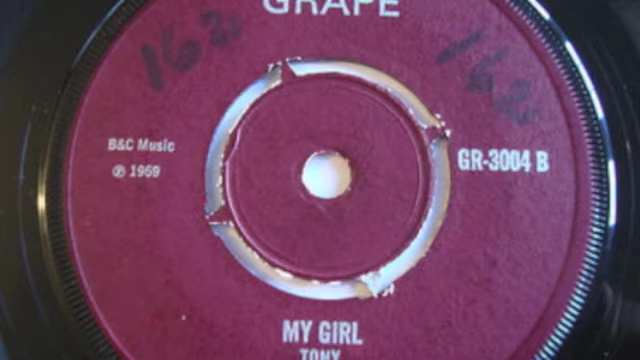 GRAPE
162 162
B&C Music
℗ 1969
GR-3004 B
MY GIRL
TONY